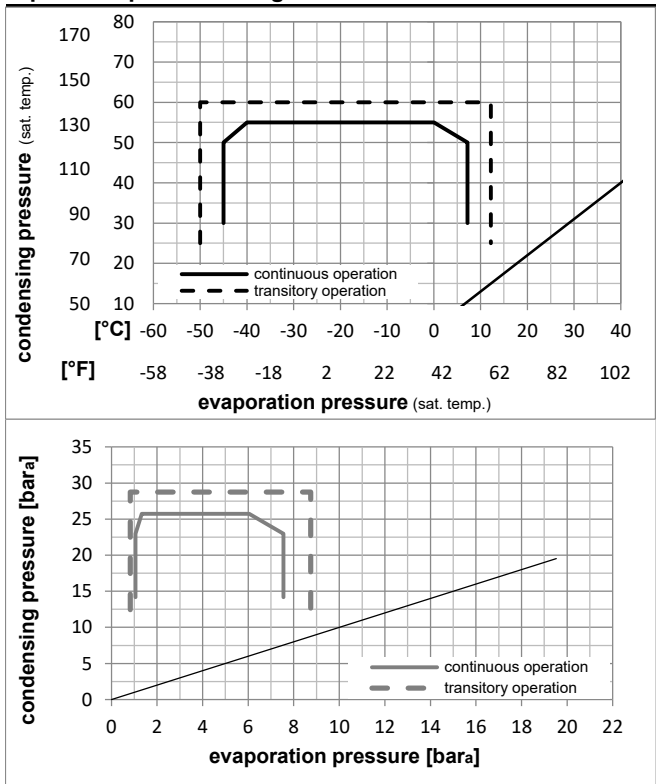 170 80
150 70
130 60
110 50
90 40
30
70 20
50 10
condensing pressure (sat. temp.)
continuous operation
transitory operation
[°C] -60 -50 -40 -30 -20 -10 0 10 20 30 40
[°F] -58 -38 -18 2 22 42 62 82 102
evaporation pressure (sat. temp.)
35
30
25
20
15
10
5
0
condensing pressure [bara]
continuous operation
transitory operation
0 2 4 6 8 10 12 14 16 18 20 22
evaporation pressure [bara]